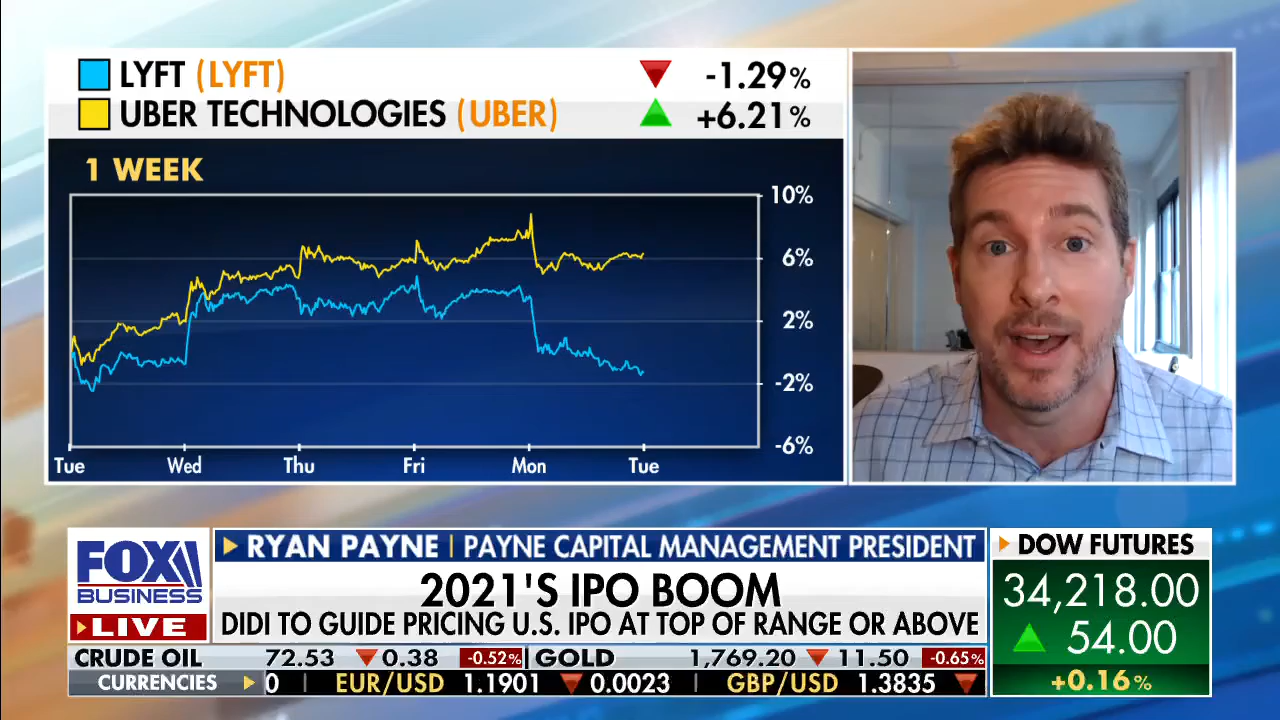 LYFT (LYFT) -1.29%
UBER TECHNOLOGIES (UBER) +6.21%
1 WEEK
10%
6%
2%
-2%
-6%
Tue Wed Thu Fri Mon Tue
FOX BUSINESS
LIVE
RYAN PAYNE | PAYNE CAPITAL MANAGEMENT PRESIDENT
2021'S IPO BOOM
DIDI TO GUIDE PRICING U.S. IPO AT TOP OF RANGE OR ABOVE
DOW FUTURES
34,218.00
54.00
+0.16%
CRUDE OIL 72.53 0.38 -0.52% GOLD 1,769.20 11.50 -0.65%
CURRENCIES 0 | EUR/USD 1.1901 0.0023 | GBP/USD 1.3835